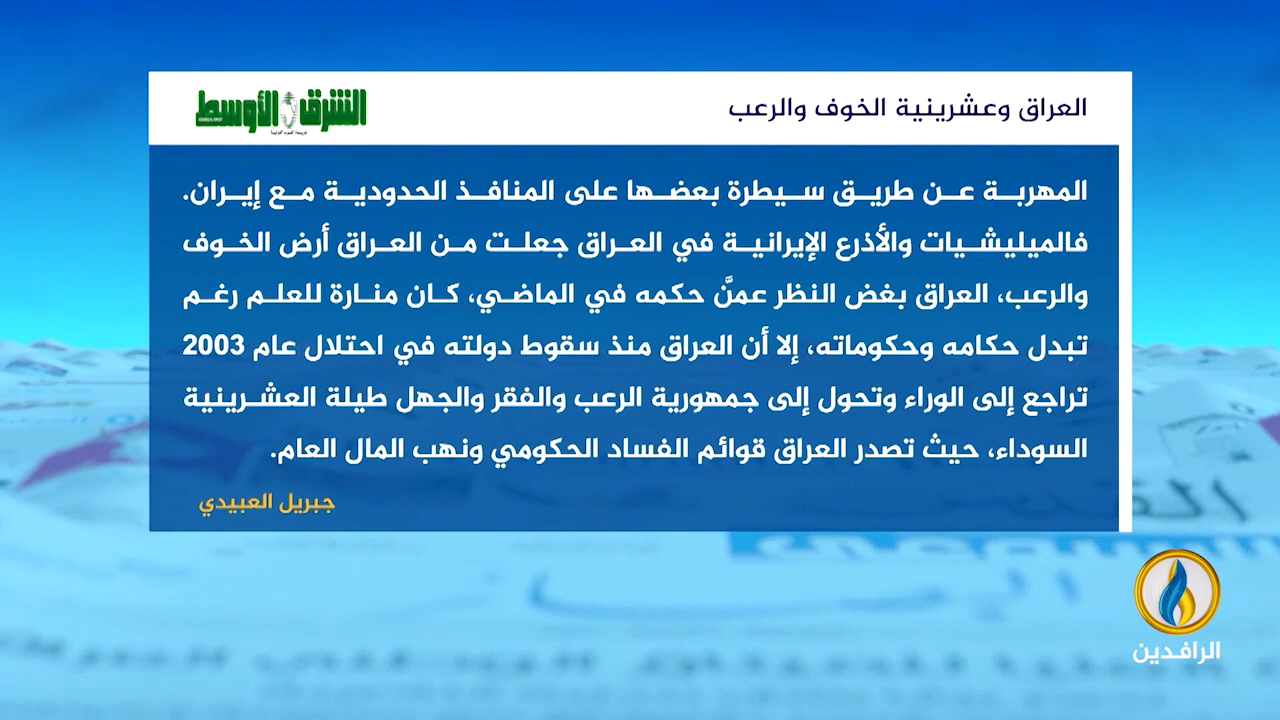 العراق وعشرينية الخوف والرعب
الشرق الأوسط
المهربة عن طريق سيطرة بعضها على المنافذ الحدودية مع إيران.
فالميليشيات والأذرع الإيرانية في العراق جعلت من العراق أرض الخوف
والرعب، العراق بغض النظر عمنَّ حكمه في الماضي، كان منارة للعلم رغم
تبدل حكامه وحكوماته، إلا أن العراق منذ سقوط دولته في احتلال عام 2003
تراجع إلى الوراء وتحول إلى جمهورية الرعب والفقر والجهل طيلة العشرينية
السوداء، حيث تصدر العراق قوائم الفساد الحكومي ونهب المال العام.
جبريل العبيدي
الرافدين